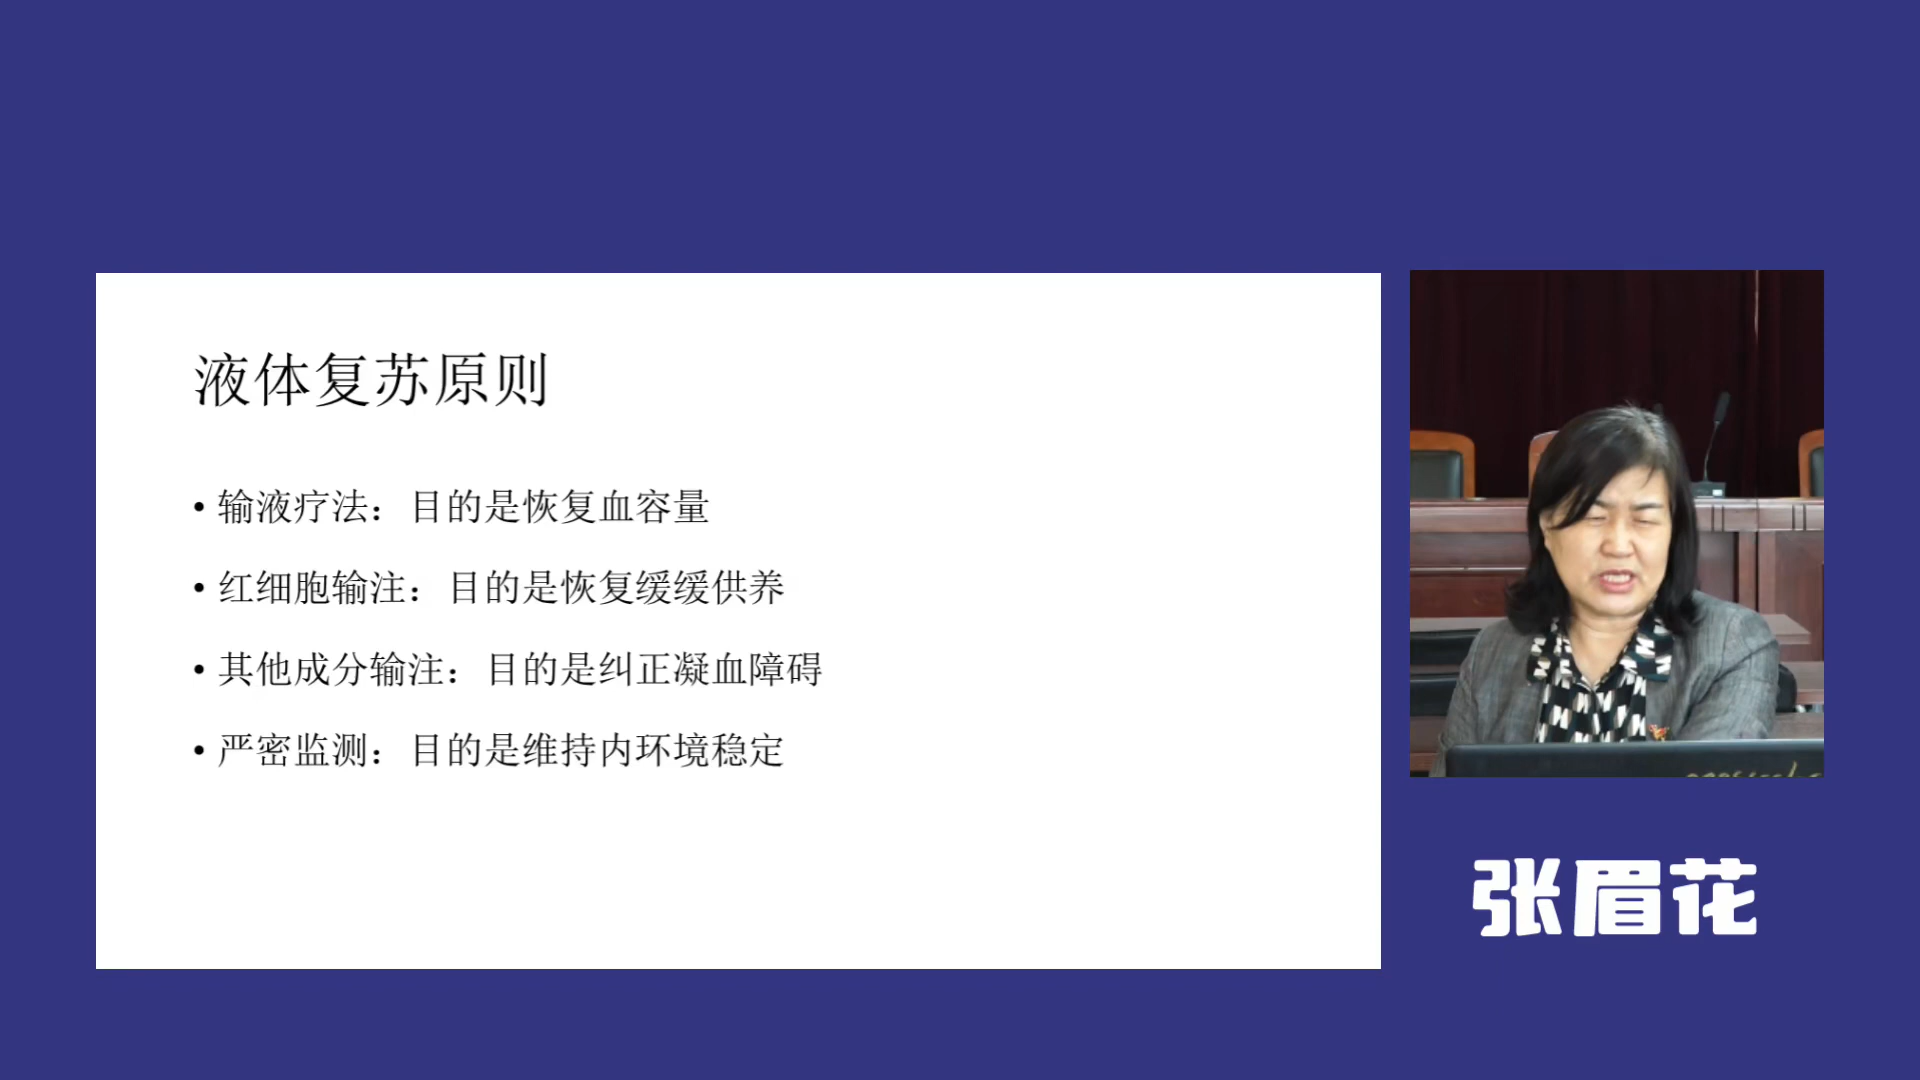 液体复苏原则
• 输液疗法：目的是恢复血容量
• 红细胞输注：目的是恢复缓缓供养
• 其他成分输注：目的是纠正凝血障碍
• 严密监测：目的是维持内环境稳定
张眉花